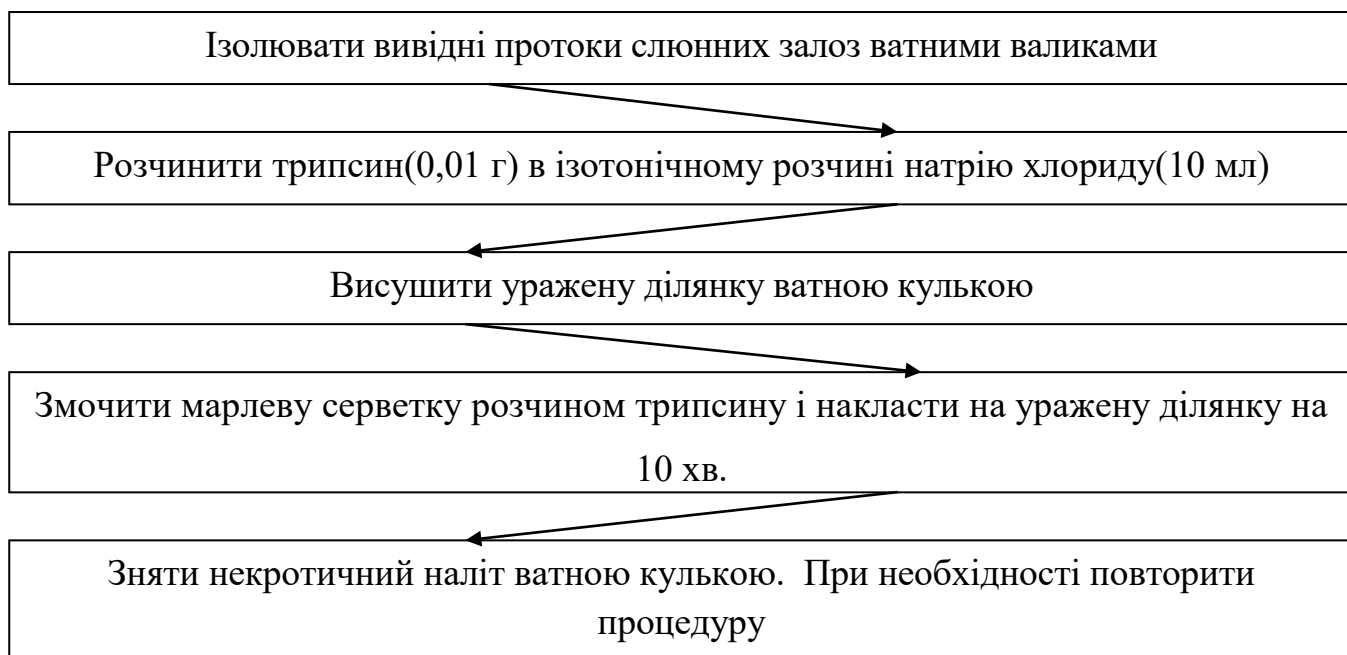 Ізолювати вивідні протоки слюнних залоз ватними валиками
Розчинити трипсин(0,01 г) в ізотонічному розчині натрію хлориду(10 мл)
Висушити уражену ділянку ватною кулькою
Змочити марлеву серветку розчином трипсину і накласти на уражену ділянку на
10 хв.
Зняти некротичний наліт ватною кулькою. При необхідності повторити
процедуру